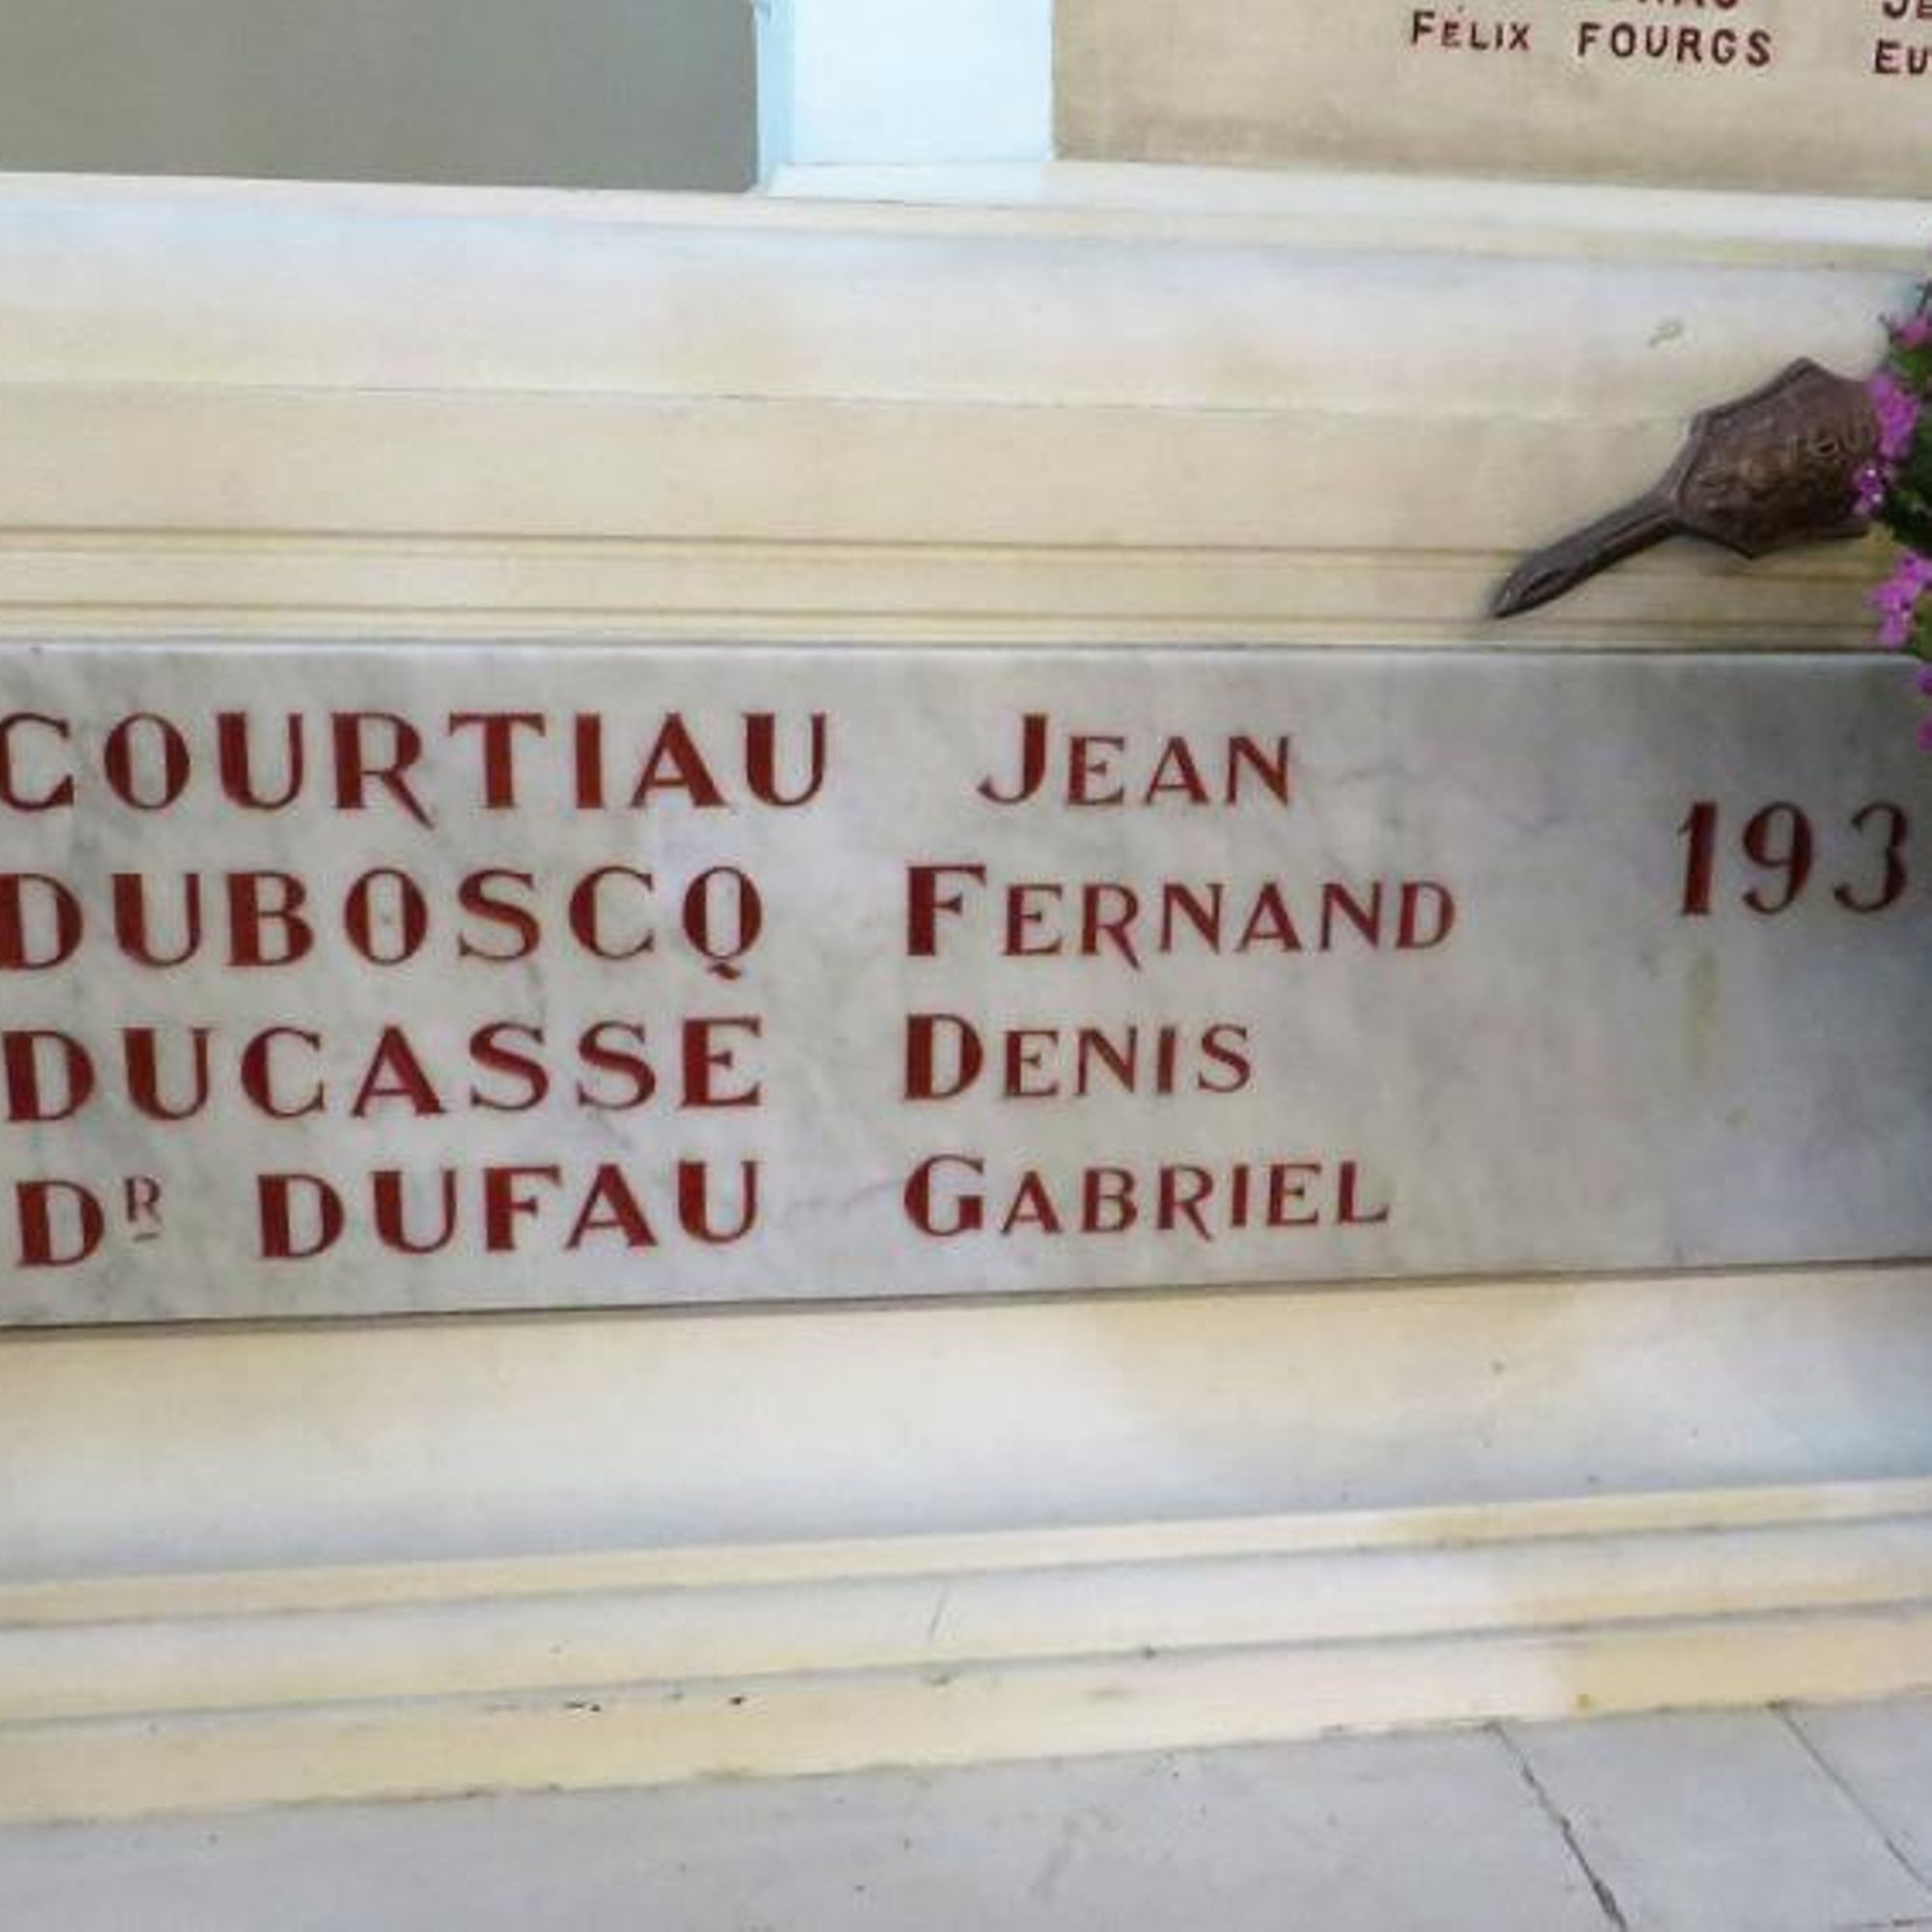 FÉLIX FOURGS
COURTIAU JEAN
DUBOSCQ FERNAND
193
DUCASSE DENIS
DR DUFAU GABRIEL